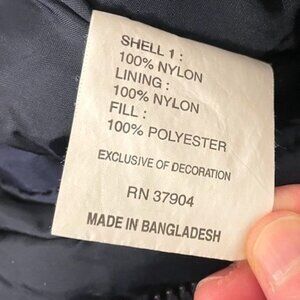 SHELL 1 :
100% NYLON
LINING :
100% NYLON
FILL :
100% POLYESTER
EXCLUSIVE OF DECORATION
RN 37904
MADE IN BANGLADESH